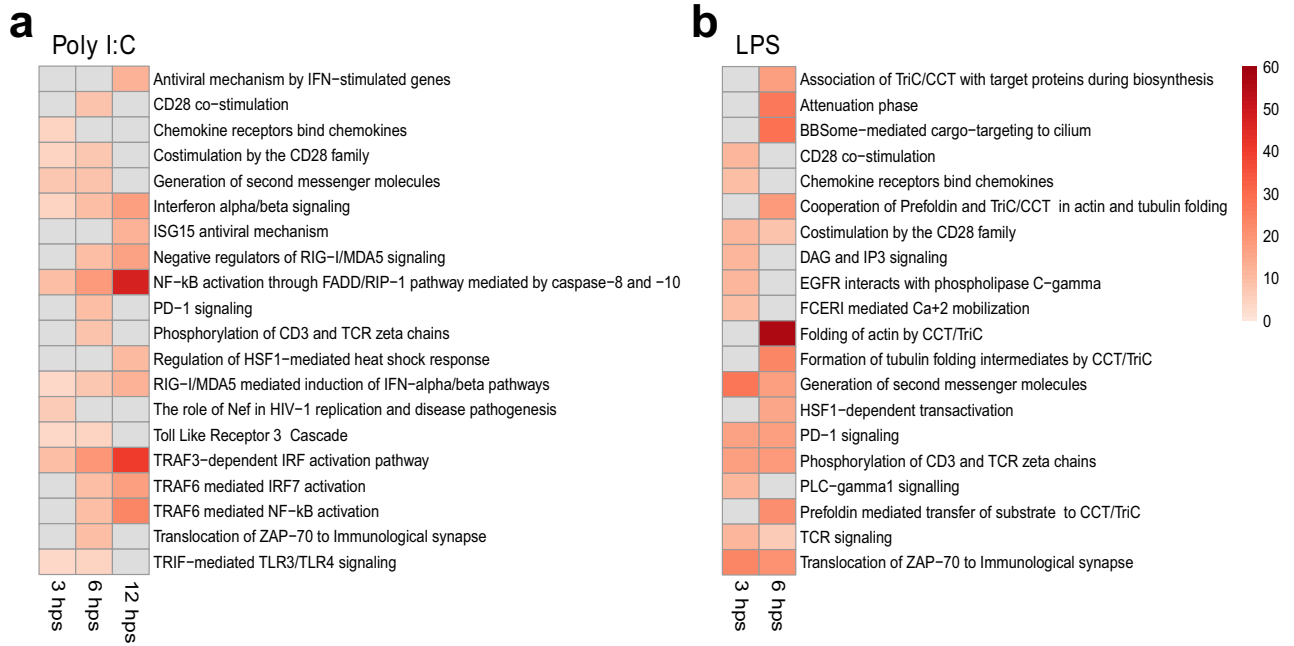 a
Poly I:C
Antiviral mechanism by IFN−stimulated genes
CD28 co−stimulation
Chemokine receptors bind chemokines
Costimulation by the CD28 family
Generation of second messenger molecules
Interferon alpha/beta signaling
ISG15 antiviral mechanism
Negative regulators of RIG−I/MDA5 signaling
NF−kB activation through FADD/RIP−1 pathway mediated by caspase−8 and −10
PD−1 signaling
Phosphorylation of CD3 and TCR zeta chains
Regulation of HSF1−mediated heat shock response
RIG−I/MDA5 mediated induction of IFN−alpha/beta pathways
The role of Nef in HIV−1 replication and disease pathogenesis
Toll Like Receptor 3 Cascade
TRAF3−dependent IRF activation pathway
TRAF6 mediated IRF7 activation
TRAF6 mediated NF−kB activation
Translocation of ZAP−70 to Immunological synapse
TRIF−mediated TLR3/TLR4 signaling
3 hps
6 hps
12 hps
b
LPS
Association of TriC/CCT with target proteins during biosynthesis
Attenuation phase
BBSome−mediated cargo−targeting to cilium
CD28 co−stimulation
Chemokine receptors bind chemokines
Cooperation of Prefoldin and TriC/CCT in actin and tubulin folding
Costimulation by the CD28 family
DAG and IP3 signaling
EGFR interacts with phospholipase C−gamma
FCERI mediated Ca+2 mobilization
Folding of actin by CCT/TriC
Formation of tubulin folding intermediates by CCT/TriC
Generation of second messenger molecules
HSF1−dependent transactivation
PD−1 signaling
Phosphorylation of CD3 and TCR zeta chains
PLC−gamma1 signalling
Prefoldin mediated transfer of substrate to CCT/TriC
TCR signaling
Translocation of ZAP−70 to Immunological synapse
3 hps
6 hps
60
50
40
30
20
10
0